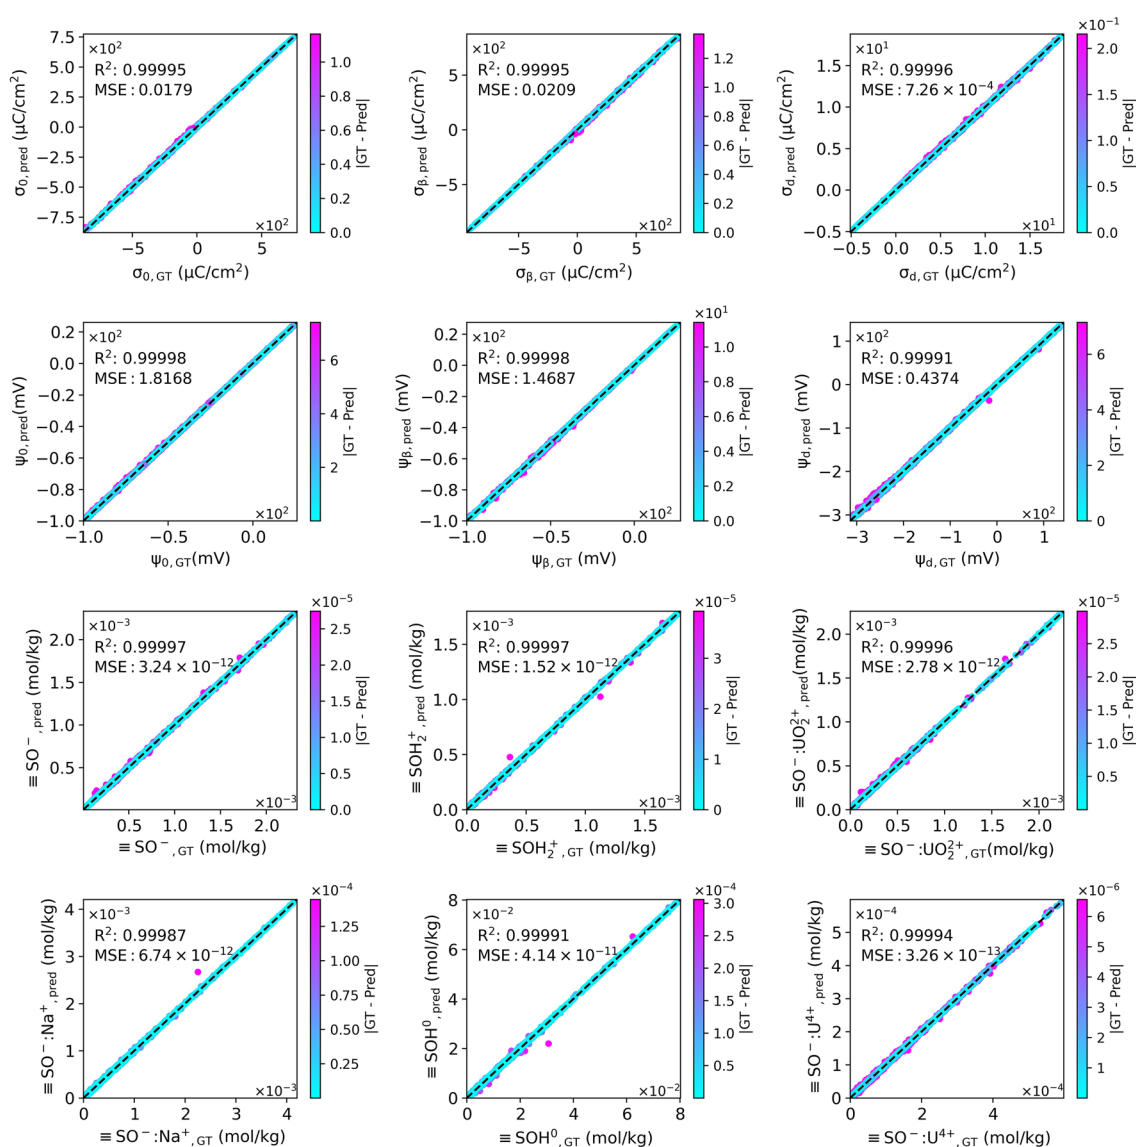 ×10²
R²: 0.99995
MSE: 0.0179
×10²
7.5
5.0
2.5
0.0
−2.5
−5.0
−7.5
−5 0 5
σ₀,pred (μC/cm²)
σ₀,GT (μC/cm²)
1.0
0.8
0.6
0.4
0.2
0.0
|GT - Pred|
×10²
R²: 0.99995
MSE: 0.0209
×10²
5
0
−5
−5 0 5
σᵦ,pred (μC/cm²)
σᵦ,GT (μC/cm²)
1.2
1.0
0.8
0.6
0.4
0.2
0.0
|GT - Pred|
×10¹
R²: 0.99996
MSE: 7.26 × 10⁻⁴
×10¹
1.5
1.0
0.5
0.0
−0.5
−0.5 0.0 0.5 1.0 1.5
σd,pred (μC/cm²)
σd,GT (μC/cm²)
×10⁻¹
2.0
1.5
1.0
0.5
0.0
|GT - Pred|
×10²
R²: 0.99998
MSE: 1.8168
×10²
0.2
0.0
−0.2
−0.4
−0.6
−0.8
−1.0
−1.0 −0.5 0.0
ψ₀,pred(mV)
ψ₀,GT(mV)
6
4
2
|GT - Pred|
×10²
R²: 0.99998
MSE: 1.4687
×10²
0.2
0.0
−0.2
−0.4
−0.6
−0.8
−1.0
−1.0 −0.5 0.0
ψᵦ,pred (mV)
ψᵦ,GT (mV)
×10¹
1.0
0.8
0.6
0.4
0.2
0.0
|GT - Pred|
×10²
R²: 0.99991
MSE: 0.4374
×10²
1
0
−1
−2
−3
−3 −2 −1 0 1
ψd,pred (mV)
ψd,GT (mV)
6
4
2
0
|GT - Pred|
×10⁻³
R²: 0.99997
MSE: 3.24 × 10⁻¹²
×10⁻³
2.0
1.5
1.0
0.5
0.5 1.0 1.5 2.0
≡SO⁻,pred (mol/kg)
≡SO⁻,GT (mol/kg)
×10⁻⁵
2.5
2.0
1.5
1.0
0.5
0.0
|GT - Pred|
×10⁻³
R²: 0.99997
MSE: 1.52 × 10⁻¹²
×10⁻³
1.5
1.0
0.5
0.0
0.0 0.5 1.0 1.5
≡SOH₂⁺,pred (mol/kg)
≡SOH₂⁺,GT (mol/kg)
×10⁻⁵
3
2
1
0
|GT - Pred|
×10⁻³
R²: 0.99996
MSE: 2.78 × 10⁻¹²
×10⁻³
2.0
1.5
1.0
0.5
0.0
0.0 0.5 1.0 1.5 2.0
≡SO⁻:UO₂²⁺,pred(mol/kg)
≡SO⁻:UO₂²⁺,GT(mol/kg)
×10⁻⁵
2.5
2.0
1.5
1.0
0.5
|GT - Pred|
×10⁻³
R²: 0.99987
MSE: 6.74 × 10⁻¹²
×10⁻³
4
3
2
1
0
0 1 2 3 4
≡SO⁻:Na⁺,pred (mol/kg)
≡SO⁻:Na⁺,GT (mol/kg)
×10⁻⁴
1.25
1.00
0.75
0.50
0.25
|GT - Pred|
×10⁻²
R²: 0.99991
MSE: 4.14 × 10⁻¹¹
×10⁻²
8
6
4
2
0
0 2 4 6 8
≡SOH⁰,pred (mol/kg)
≡SOH⁰,GT (mol/kg)
×10⁻⁴
3.0
2.5
2.0
1.5
1.0
0.5
|GT - Pred|
×10⁻⁴
R²: 0.99994
MSE: 3.26 × 10⁻¹³
×10⁻⁴
5
4
3
2
1
0
0 2 4
≡SO⁻:U⁴⁺,pred (mol/kg)
≡SO⁻:U⁴⁺,GT (mol/kg)
×10⁻⁶
6
5
4
3
2
1
|GT - Pred|